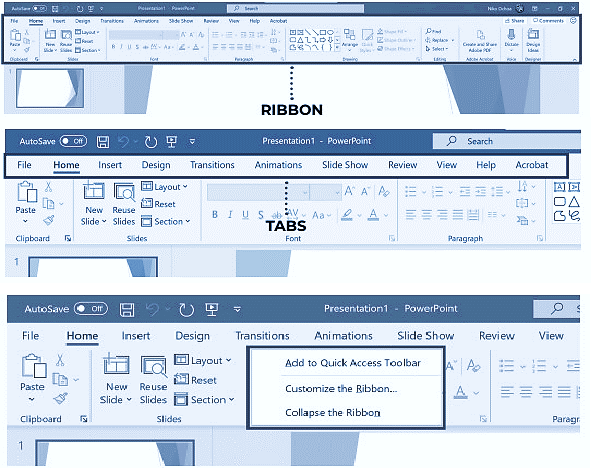 AutoSave Off Presentation1 - PowerPoint Search Niko Ochoa
File Home Insert Design Transitions Animations Slide Show Review View Help Acrobat Share Comments
Paste New Slide Reuse Slides Layout Reset Section Arrange Quick Styles Shape Fill Shape Outline Shape Effects Find Replace Select Create and Share Adobe PDF Dictate Design Ideas
Clipboard Slides Font Paragraph Drawing Editing Adobe Acrobat Voice Designer
1
RIBBON
AutoSave Off Presentation1 - PowerPoint Search
File Home Insert Design Transitions Animations Slide Show Review View Help Acrobat
Layout
Reset
Paste New Reuse
Slide Slides Section B I U S ab AV Aa A
TABS
Clipboard Slides Font Paragraph
1
AutoSave Off Presentation1 - PowerPoint S
File Home Insert Design Transitions Animations Slide Show Review View
Layout
Add to Quick Access Toolbar
Reset
Paste New Reuse
Customize the Ribbon...
Slide Slides Section
Collapse the Ribbon
Clipboard Slides Paragr
1